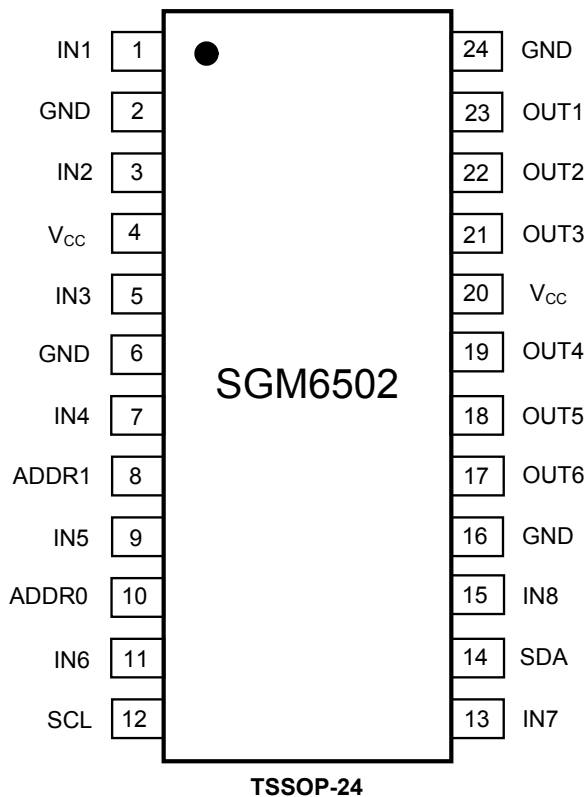 IN1 1 24 GND
GND 2 23 OUT1
IN2 3 22 OUT2
VCC 4 21 OUT3
IN3 5 20 VCC
GND 6 19 OUT4
SGM6502
IN4 7 18 OUT5
ADDR1 8 17 OUT6
IN5 9 16 GND
ADDR0 10 15 IN8
IN6 11 14 SDA
SCL 12 13 IN7
TSSOP-24